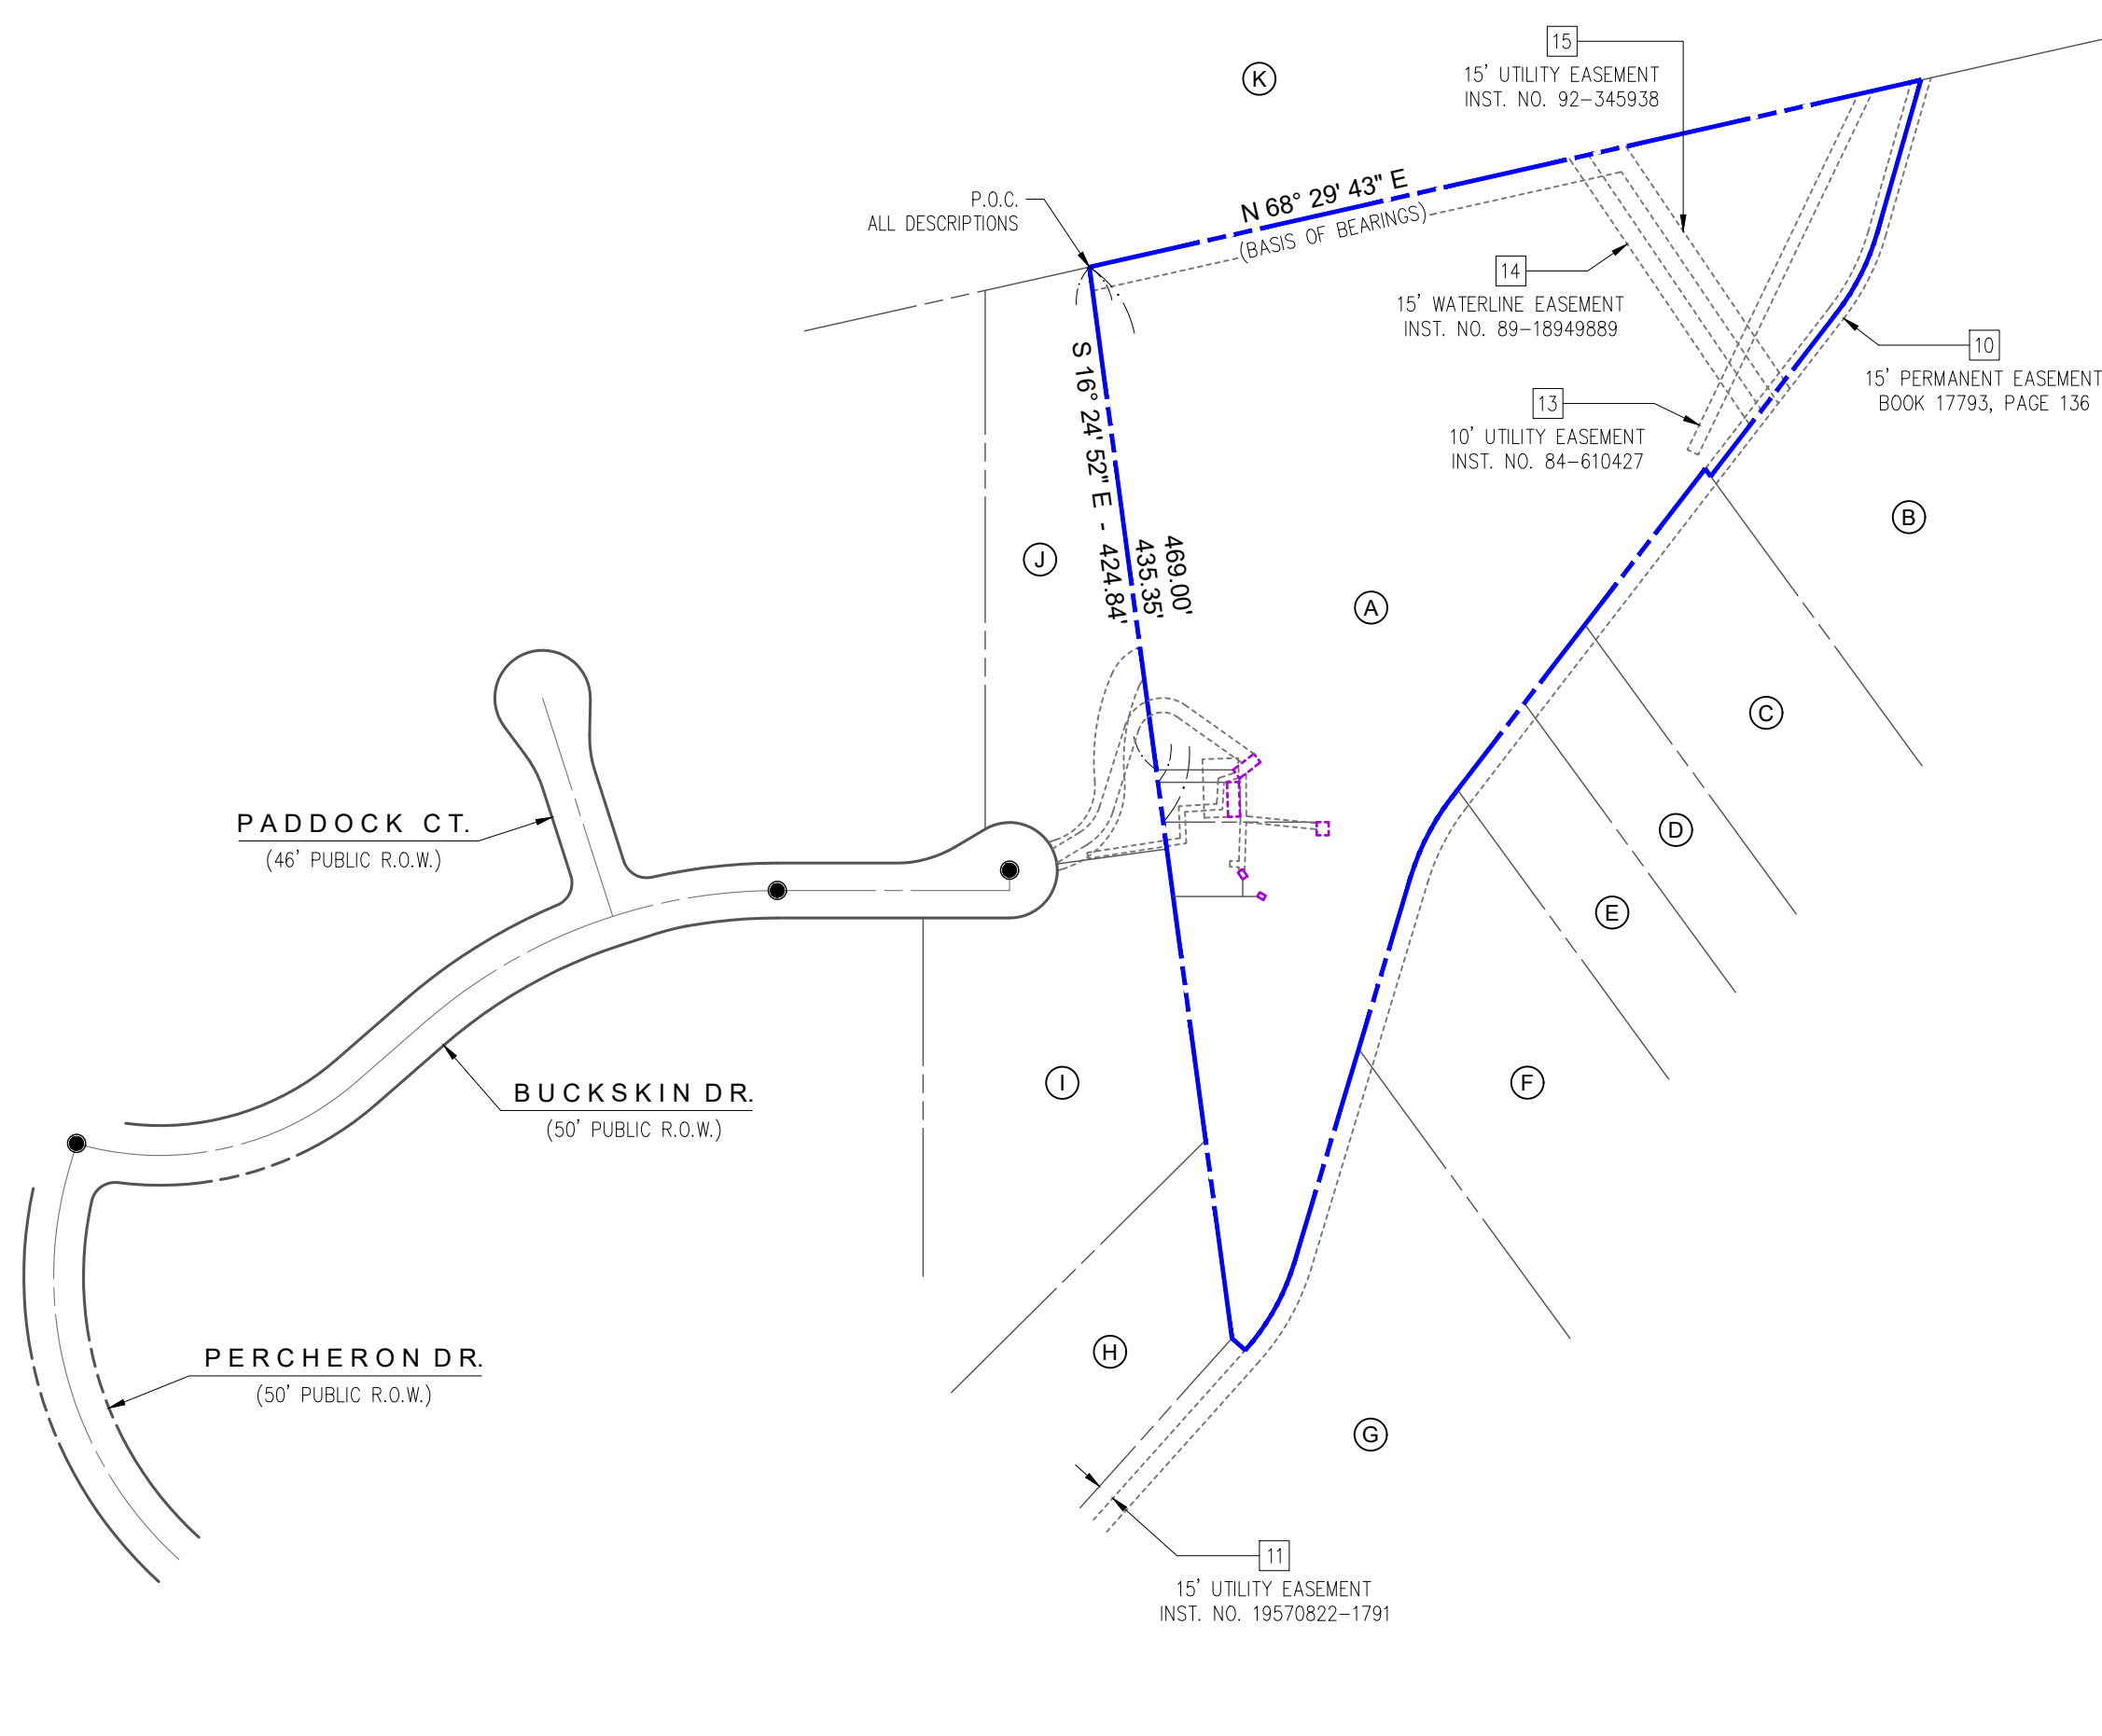 15
15' UTILITY EASEMENT
INST. NO. 92-345938
K
P.O.C.
ALL DESCRIPTIONS
N 68° 29' 43" E
(BASIS OF BEARINGS)
14
15' WATERLINE EASEMENT
INST. NO. 89-18949889
10
15' PERMANENT EASEMENT
BOOK 17793, PAGE 136
13
10' UTILITY EASEMENT
INST. NO. 84-610427
S 16° 24' 52" E - 424.84'
435.35'
469.00'
B
J
A
C
D
E
F
I
PADDOCK CT.
(46' PUBLIC R.O.W.)
BUCKSKIN DR.
(50' PUBLIC R.O.W.)
H
PERCHERON DR.
(50' PUBLIC R.O.W.)
G
11
15' UTILITY EASEMENT
INST. NO. 19570822-1791